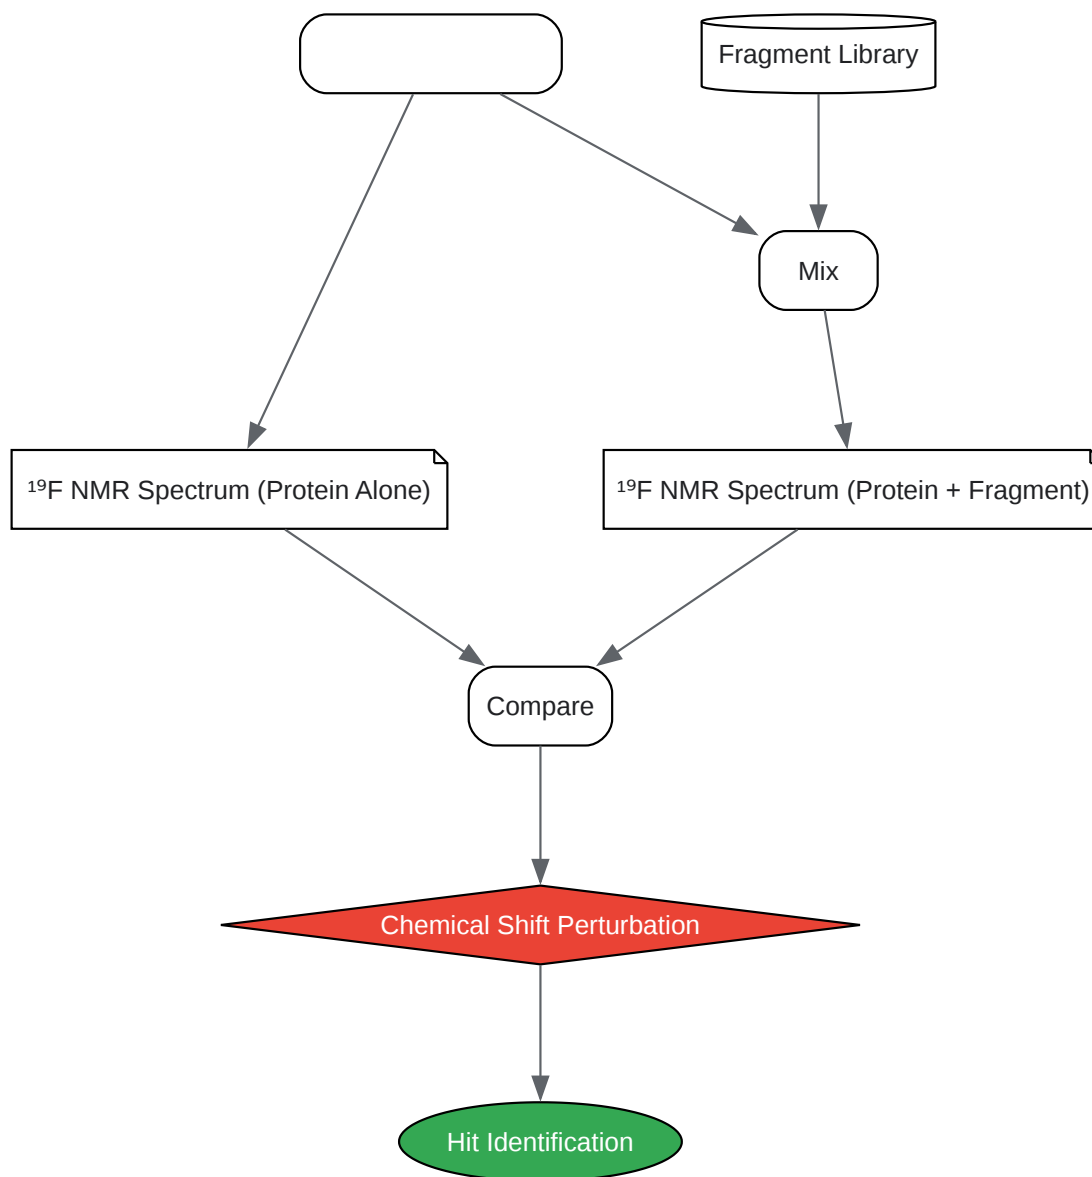 Fragment Library
Mix
¹⁹F NMR Spectrum (Protein Alone)
¹⁹F NMR Spectrum (Protein + Fragment)
Compare
Chemical Shift Perturbation
Hit Identification